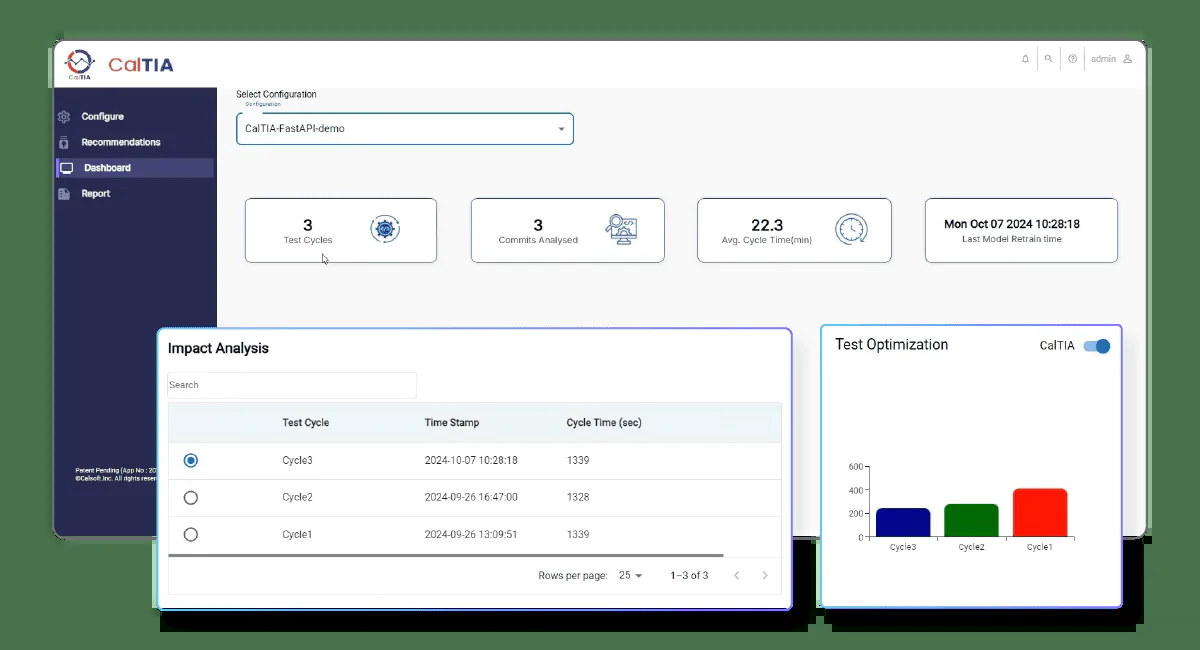 CalTIA
CalTIA
admin
Configure
Recommendations
Dashboard
Report
Patent Pending (App No.: 20
©Calsoft.Inc. All rights reser
Select Configuration
Configuration
CalTIA-FastAPI-demo
3
Test Cycles
3
Commits Analysed
22.3
Avg. Cycle Time(min)
Mon Oct 07 2024 10:28:18
Last Model Retrain time
Impact Analysis
Search
Test Cycle Time Stamp Cycle Time (sec)
Cycle3 2024-10-07 10:28:18 1339
Cycle2 2024-09-26 16:47:00 1328
Cycle1 2024-09-26 13:09:51 1339
Rows per page: 25 1–3 of 3
Test Optimization CalTIA
600
400
200
0
Cycle3 Cycle2 Cycle1